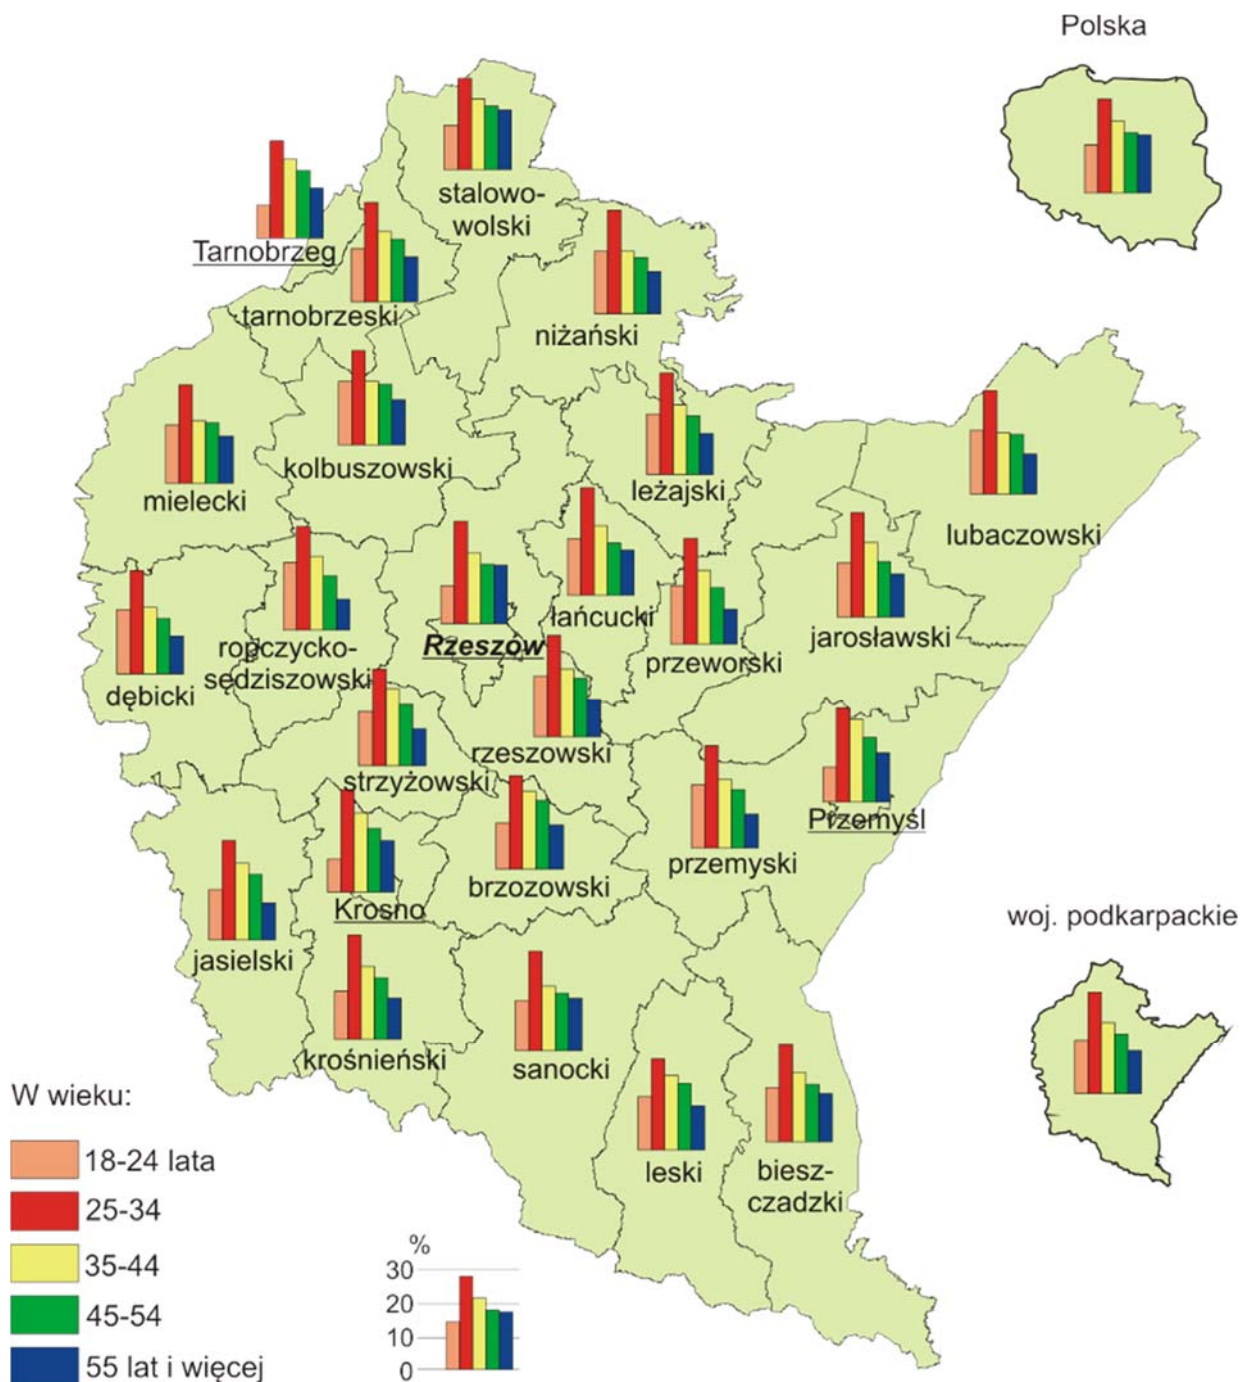 Polska
stalowo-
wolski
Tarnobrzeg
tarnobrzeski
niżański
kolbuszowski
mielecki
leżajski
lubaczowski
łańcucki
jarosławski
ropczycko-
sędziszowski
Rzeszów
przeworski
dębicki
rzeszowski
strzyżowski
Przemyśl
przemyski
brzozowski
Krosno
woj. podkarpackie
jasielski
krośnieński
sanocki
leski
biesz-
czadzki
W wieku:
18-24 lata
25-34
35-44
45-54
55 lat i więcej
%
30
20
10
0